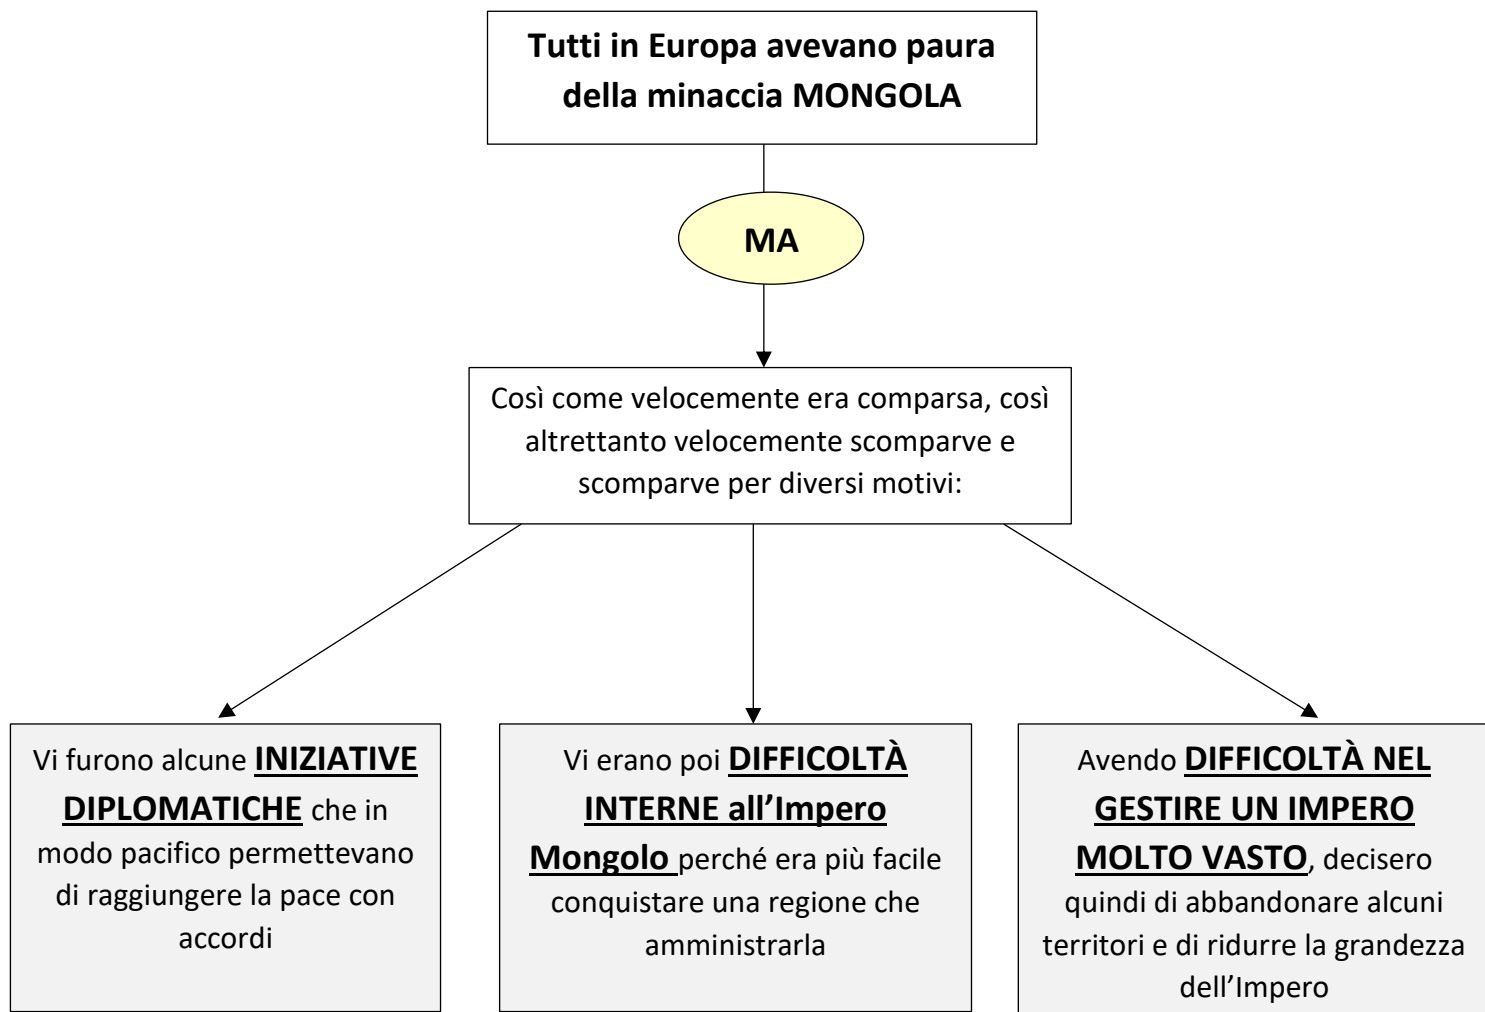 Tutti in Europa avevano paura
della minaccia MONGOLA
MA
Così come velocemente era comparsa, così
altrettanto velocemente scomparve e
scomparve per diversi motivi:
Vi furono alcune INIZIATIVE
DIPLOMATICHE che in
modo pacifico permettevano
di raggiungere la pace con
accordi
Vi erano poi DIFFICOLTÀ
INTERNE all’Impero
Mongolo perché era più facile
conquistare una regione che
amministrarla
Avendo DIFFICOLTÀ NEL
GESTIRE UN IMPERO
MOLTO VASTO, decisero
quindi di abbandonare alcuni
territori e di ridurre la grandezza
dell’Impero